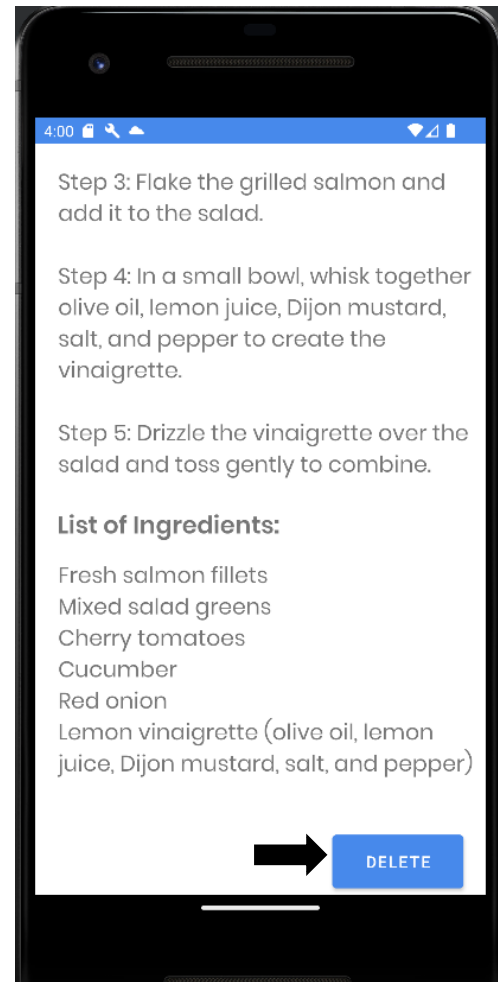 4:00
Step 3: Flake the grilled salmon and
add it to the salad.
Step 4: In a small bowl, whisk together
olive oil, lemon juice, Dijon mustard,
salt, and pepper to create the
vinaigrette.
Step 5: Drizzle the vinaigrette over the
salad and toss gently to combine.
List of Ingredients:
Fresh salmon fillets
Mixed salad greens
Cherry tomatoes
Cucumber
Red onion
Lemon vinaigrette (olive oil, lemon
juice, Dijon mustard, salt, and pepper)
DELETE